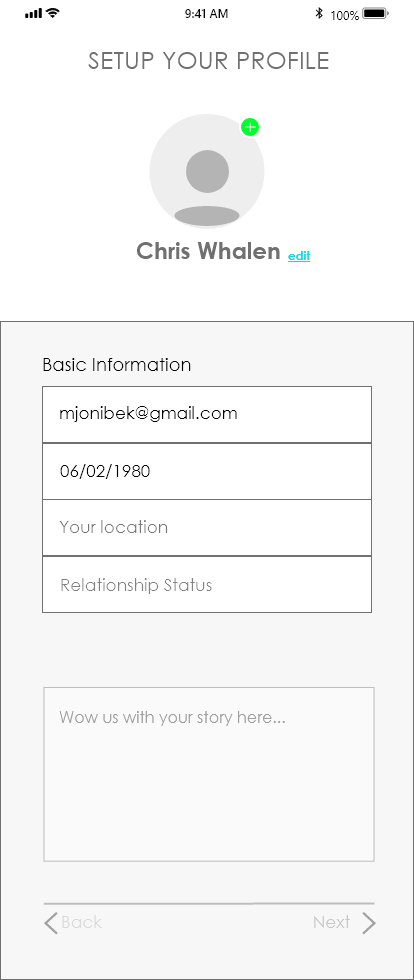 9:41 AM 100%
SETUP YOUR PROFILE
Chris Whalen edit
Basic Information
mjonibek@gmail.com
06/02/1980
Your location
Relationship Status
Wow us with your story here...
Back Next